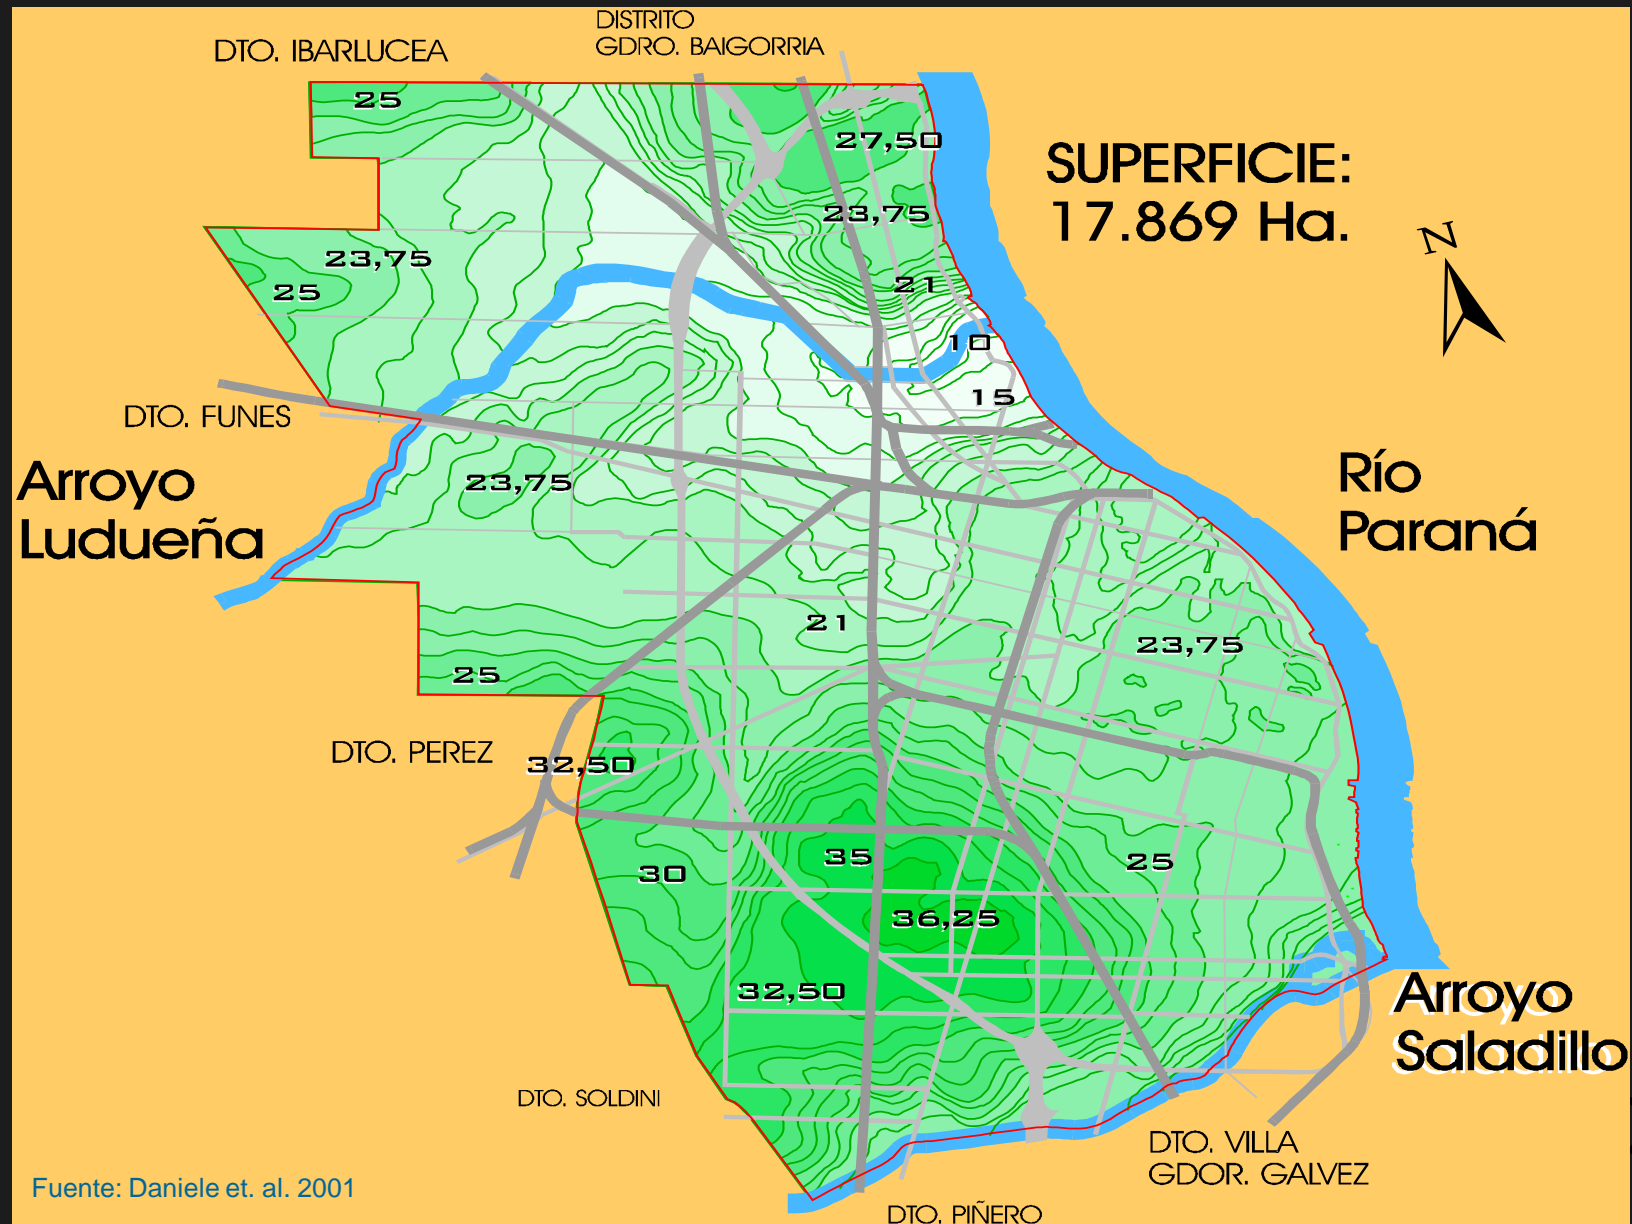 DISTRITO
GDRO. BAIGORRIA
DTO. IBARLUCEA
25
27,50
SUPERFICIE:
17.869 Ha.
23,75
N
23,75
25
21
10
15
DTO. FUNES
Arroyo
Ludueña
23,75
Río
Paraná
21
23,75
25
DTO. PEREZ
32,50
35
25
30
36,25
32,50
Arroyo
Saladillo
DTO. SOLDINI
DTO. VILLA
GDOR. GALVEZ
Fuente: Daniele et. al. 2001
DTO. PIÑERO